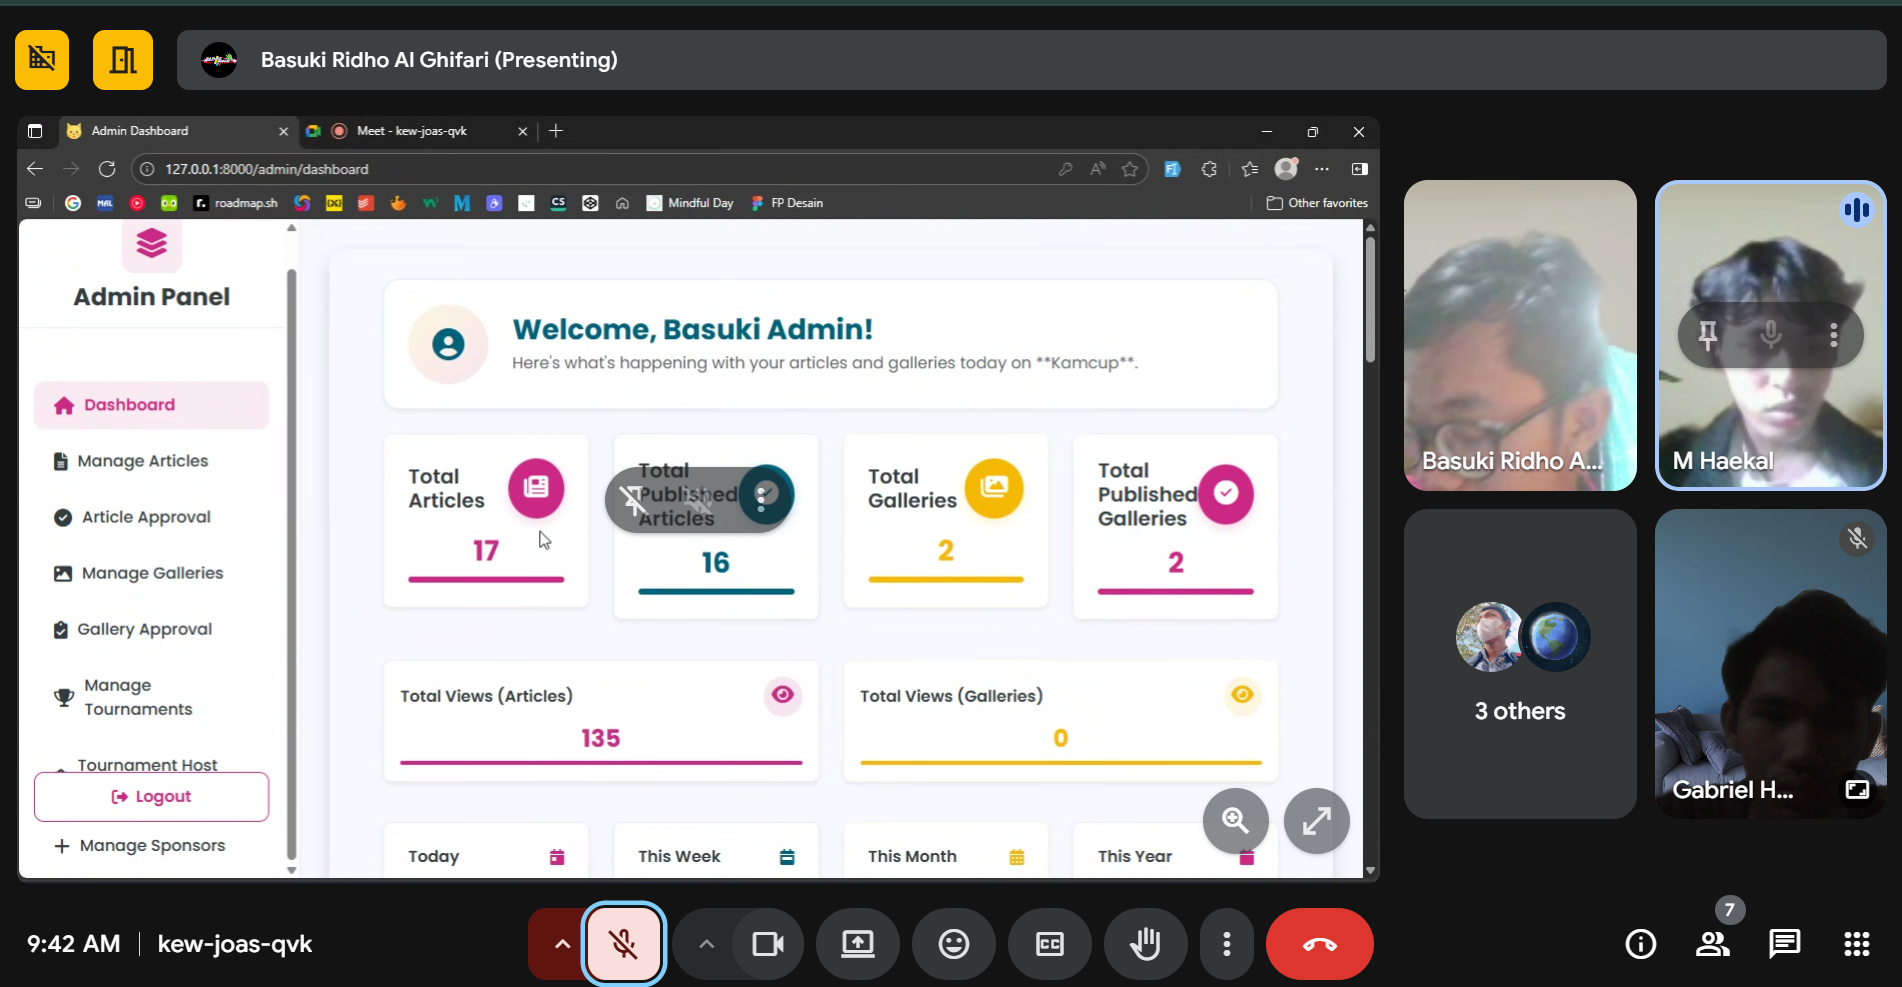 Basuki Ridho Al Ghifari (Presenting)
Admin Dashboard
Meet - kew-joas-qvk
127.0.0.1:8000/admin/dashboard
MAL
r. roadmap.sh
CS
Mindful Day
FP Desain
Other favorites
Admin Panel
Dashboard
Manage Articles
Article Approval
Manage Galleries
Gallery Approval
Manage
Tournaments
Tournament Host
Logout
Manage Sponsors
Welcome, Basuki Admin!
Here's what's happening with your articles and galleries today on **Kamcup**.
Total
Articles
17
Total
Published
Articles
16
Total
Galleries
2
Total
Published
Galleries
2
Total Views (Articles)
135
Total Views (Galleries)
0
Today
This Week
This Month
This Year
Basuki Ridho A...
M Haekal
3 others
Gabriel H...
9:42 AM
kew-joas-qvk
CC
7